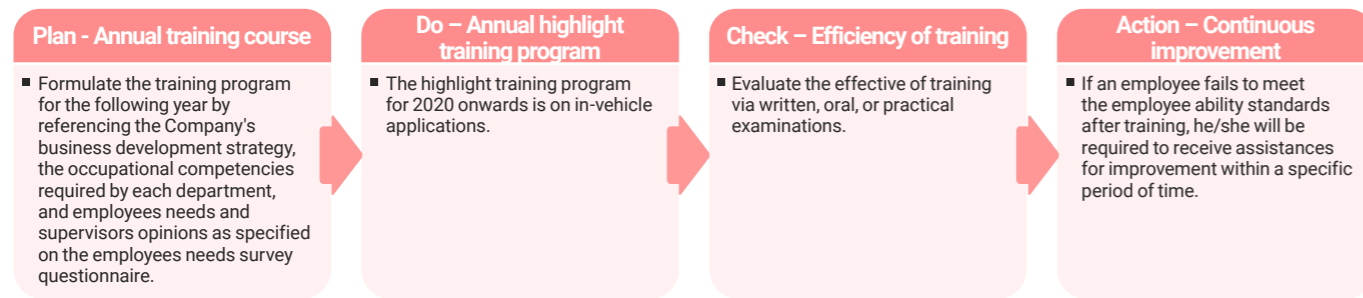 Plan - Annual training course
■ Formulate the training program
for the following year by
referencing the Company's
business development strategy,
the occupational competencies
required by each department,
and employees needs and
supervisors opinions as specified
on the employees needs survey
questionnaire.
Do – Annual highlight
training program
■ The highlight training program
for 2020 onwards is on in-vehicle
applications.
Check – Efficiency of training
■ Evaluate the effective of training
via written, oral, or practical
examinations.
Action – Continuous
improvement
■ If an employee fails to meet
the employee ability standards
after training, he/she will be
required to receive assistances
for improvement within a specific
period of time.